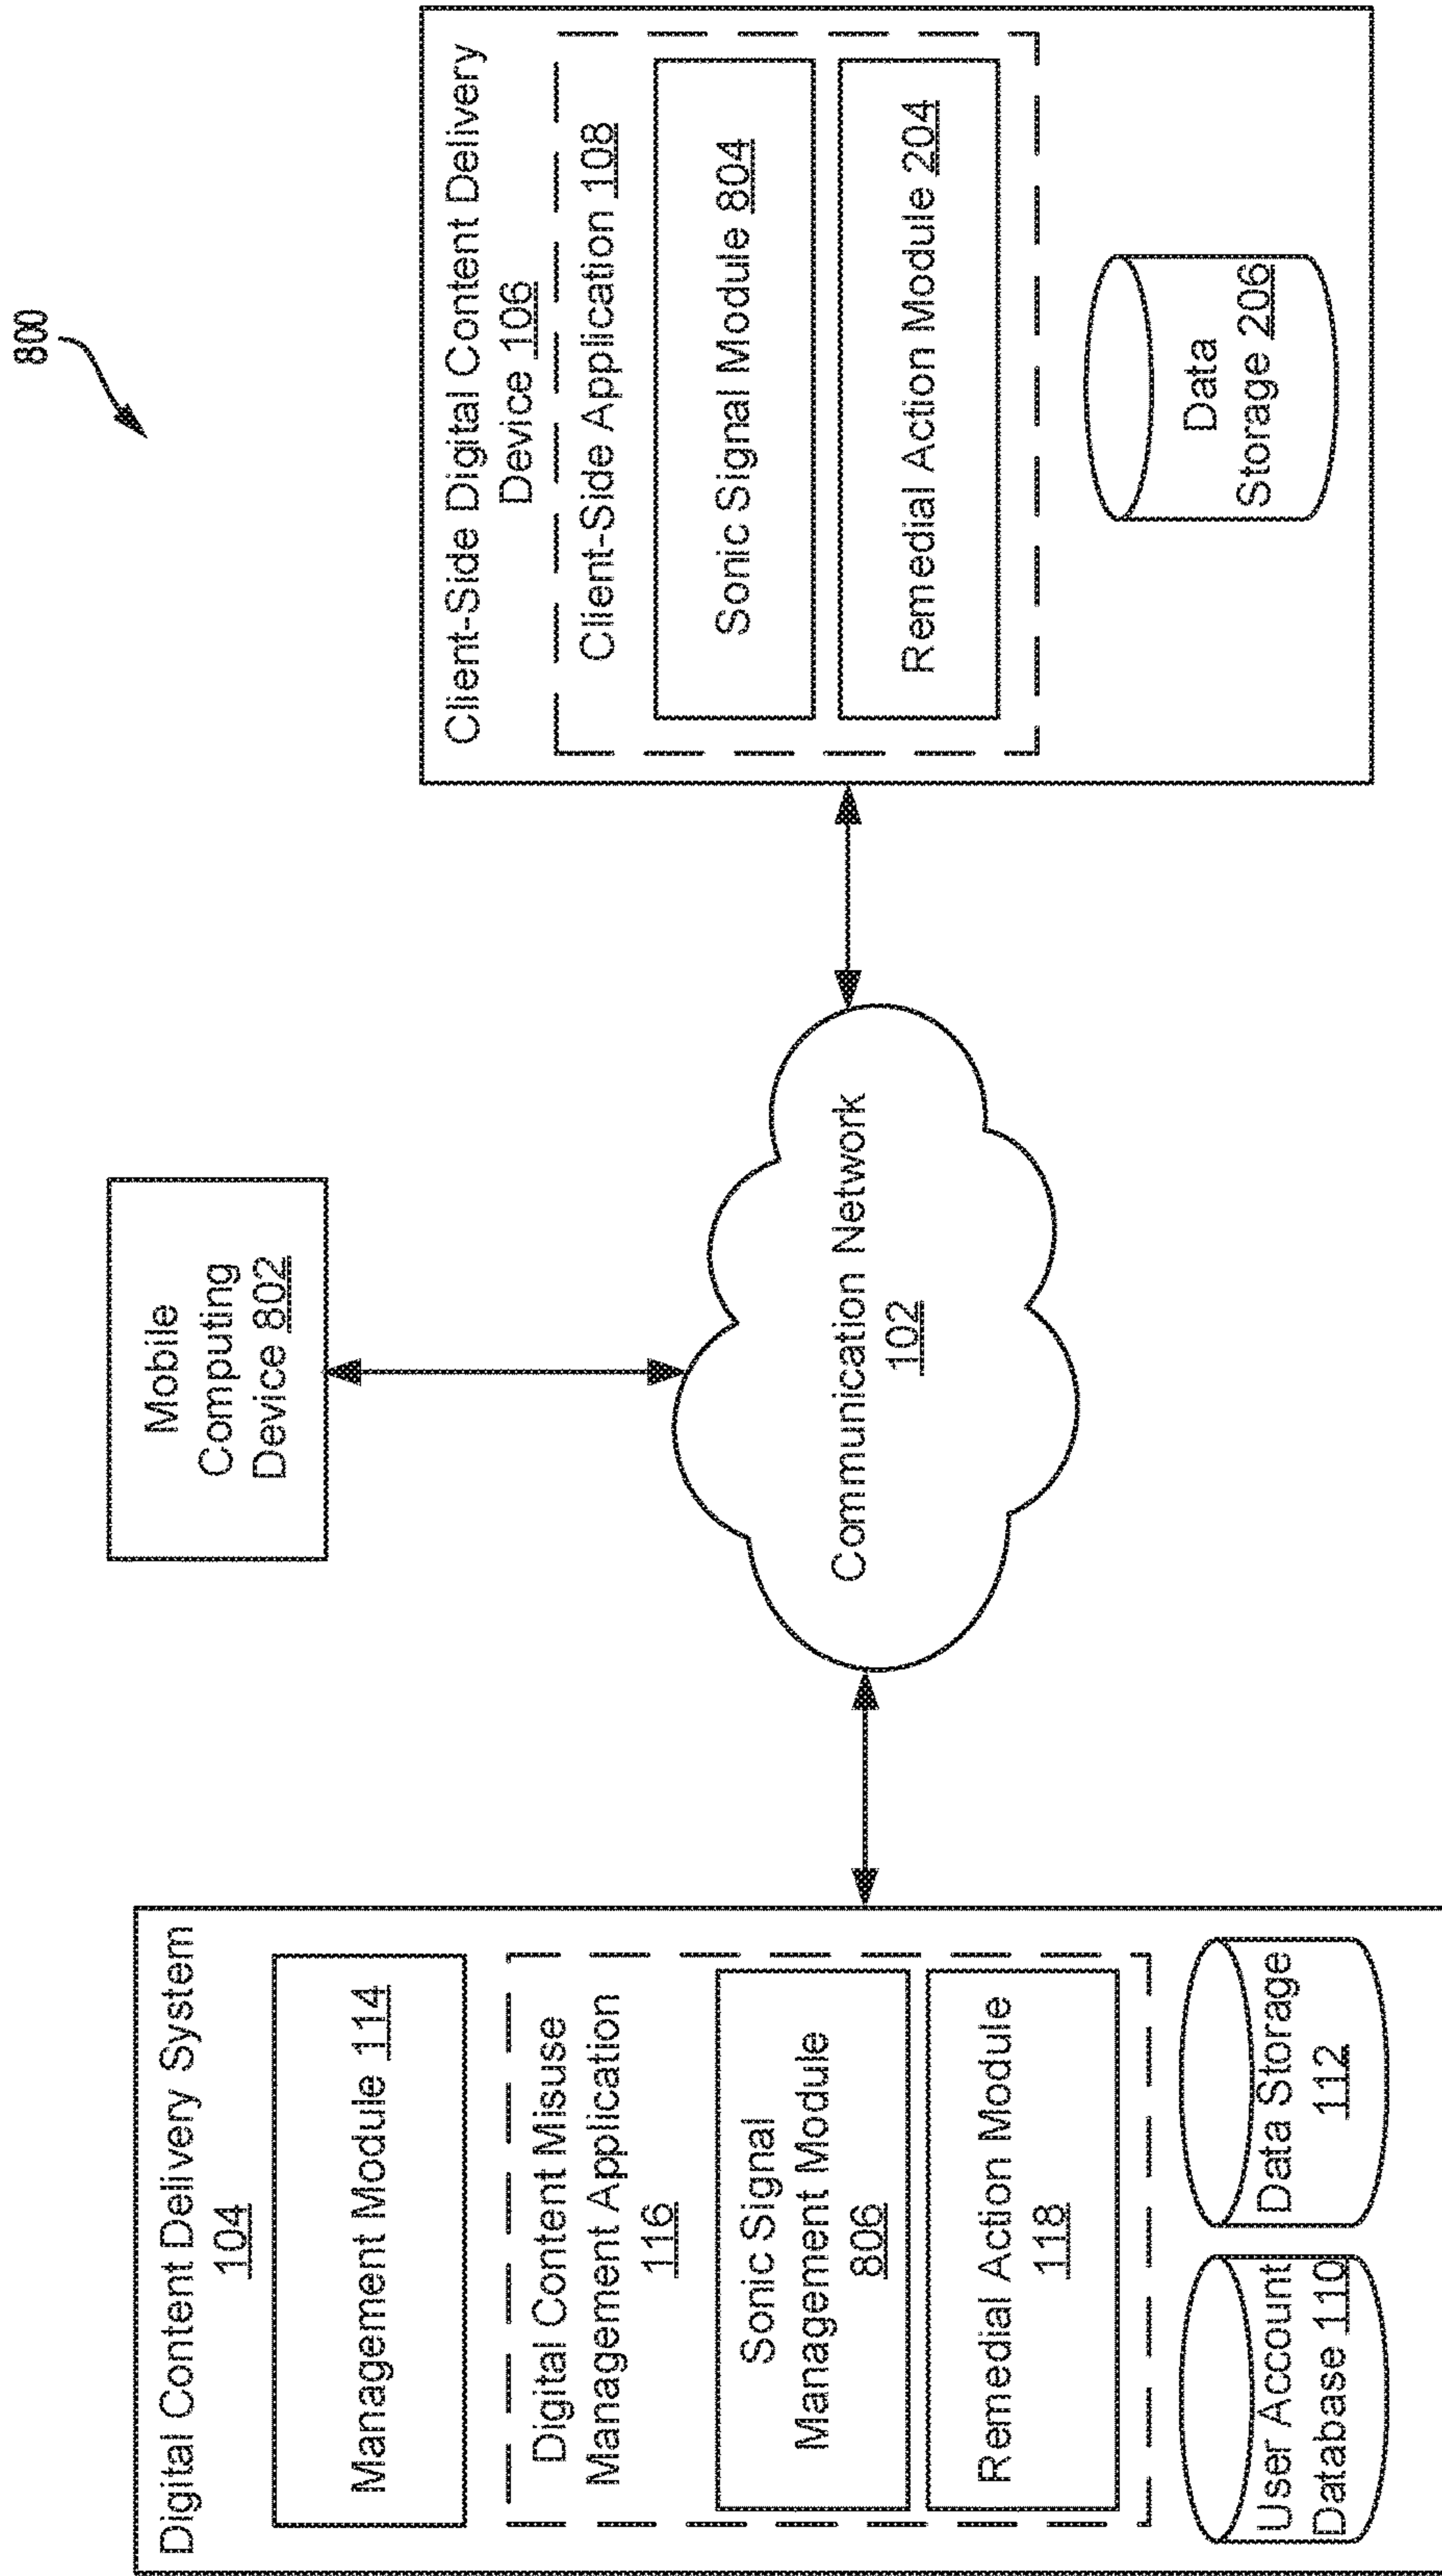 800
Digital Content Delivery System
104
Management Module 114
Digital Content Misuse
Management Application
116
Sonic Signal
Management Module
806
Remedial Action Module
118
User Account
Database 110
Data Storage
112
Mobile
Computing
Device 802
Communication Network
102
Client-Side Digital Content Delivery
Device 106
Client-Side Application 108
Sonic Signal Module 804
Remedial Action Module 204
Data
Storage 206